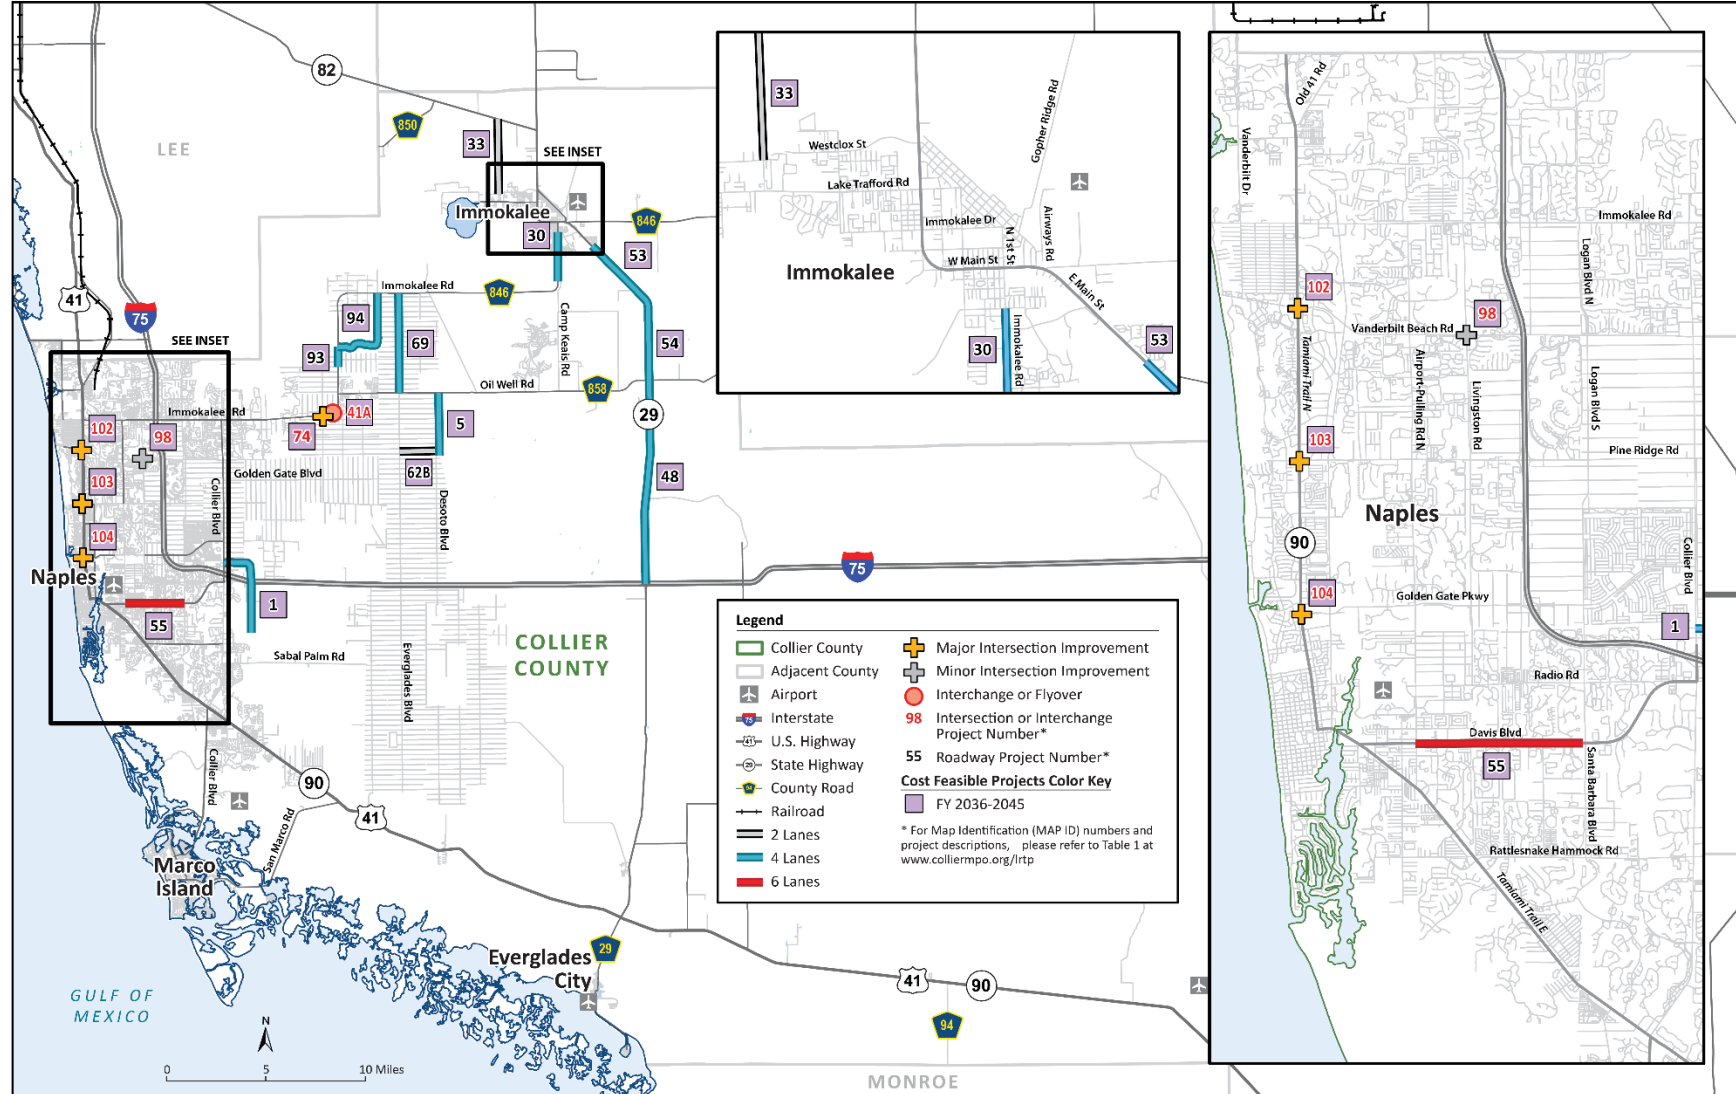 82
850
LEE
33
SEE INSET
Immokalee
30
846
53
41
75
Immokalee Rd
846
94
93
69
Camp Keais Rd
54
SEE INSET
Oil Well Rd
858
Immokalee Rd
41A
74
29
102
98
5
103
Golden Gate Blvd
62B
48
Collier Blvd
Desoto Blvd
104
Naples
75
1
55
Sabal Palm Rd
Everglades Blvd
COLLIER
COUNTY
Collier Blvd
90
41
San Marco Rd
Marco
Island
Everglades
City
29
41
90
94
GULF OF
MEXICO
N
0
5
10 Miles
MONROE
33
Westclox St
Lake Trafford Rd
Gopher Ridge Rd
Immokalee Dr
N 1st St
Airways Rd
W Main St
Immokalee
E Main St
30
Immokalee Rd
53
Legend
Collier County
Adjacent County
Airport
75
Interstate
41
U.S. Highway
29
State Highway
94
County Road
Railroad
2 Lanes
4 Lanes
6 Lanes
Major Intersection Improvement
Minor Intersection Improvement
Interchange or Flyover
98 Intersection or Interchange
Project Number*
55 Roadway Project Number*
Cost Feasible Projects Color Key
FY 2036-2045
* For Map Identification (MAP ID) numbers and
project descriptions, please refer to Table 1 at
www.colliermpo.org/lrtp
Old 41 Rd
Vanderbilt Dr
Immokalee Rd
Logan Blvd N
102
98
Vanderbilt Beach Rd
Tamiami Trail N
Airport-Pulling Rd N
Livingston Rd
Logan Blvd S
103
Pine Ridge Rd
Naples
90
Collier Blvd
104
Golden Gate Pkwy
1
Radio Rd
Davis Blvd
55
Santa Barbara Blvd
Rattlesnake Hammock Rd
Tamiami Trail E